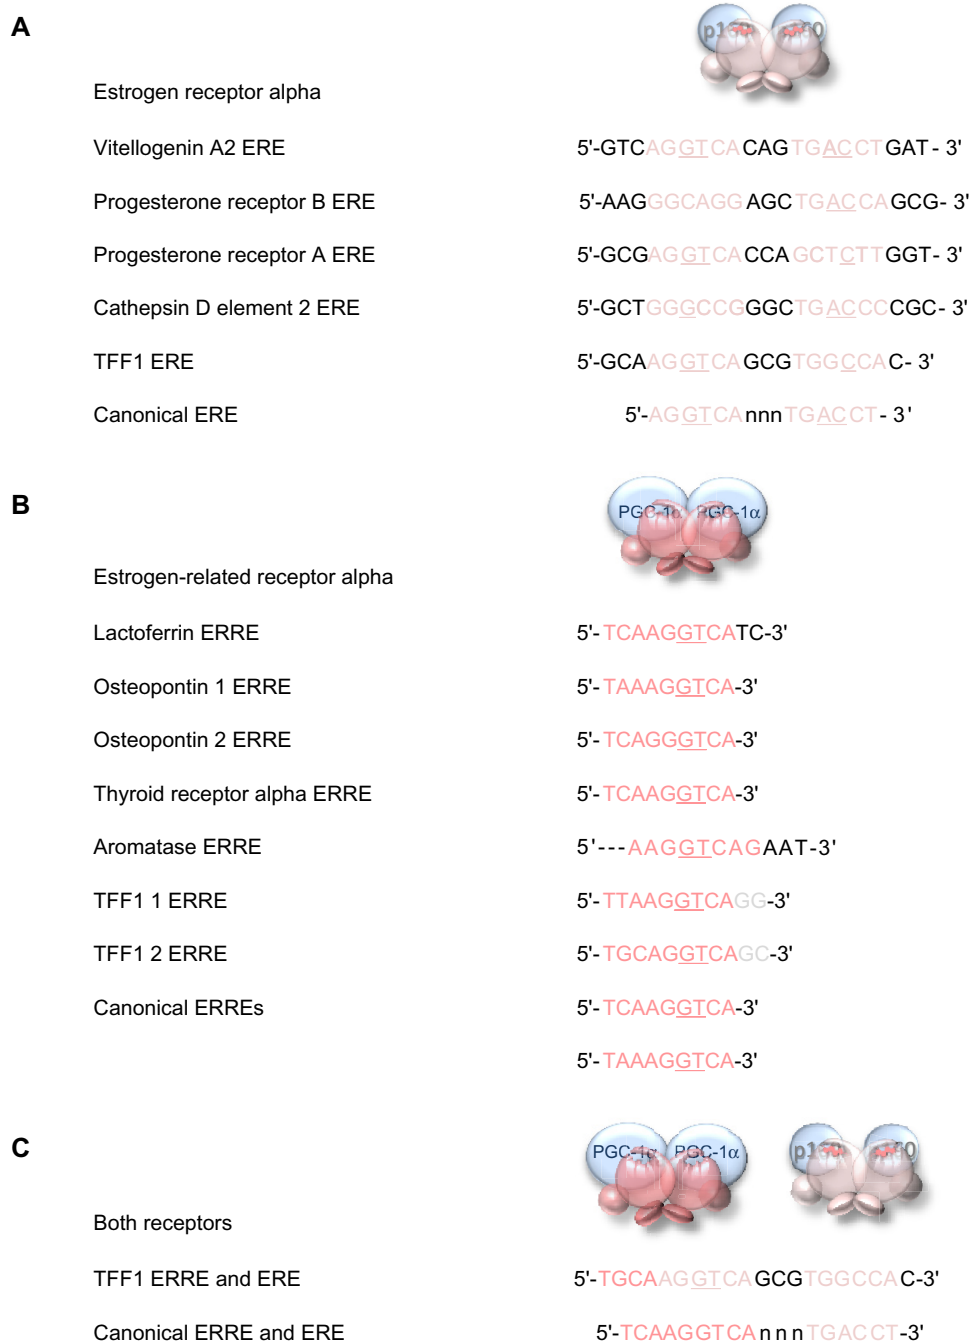 A
p160 p160
Estrogen receptor alpha
Vitellogenin A2 ERE 5'-GTCAGGTCACAGTGACCTGAT- 3'
Progesterone receptor B ERE 5'-AAGGGCAGGAGCTGACCAGCG- 3'
Progesterone receptor A ERE 5'-GCGAGGTCACCAGCTCTTGGT- 3'
Cathepsin D element 2 ERE 5'-GCTGGGCCGGGCTGACCCCGC- 3'
TFF1 ERE 5'-GCAAGGTCAGCGTGGCCAC- 3'
Canonical ERE 5'-AGGTCAnnnTGACCT- 3'
B
PGC-1α PGC-1α
Estrogen-related receptor alpha
Lactoferrin ERRE 5'-TCAAGGTCATC-3'
Osteopontin 1 ERRE 5'-TAAAGGTCA-3'
Osteopontin 2 ERRE 5'-TCAGGGTCA-3'
Thyroid receptor alpha ERRE 5'-TCAAGGTCA-3'
Aromatase ERRE 5'---AAGGTCAGAAT-3'
TFF1 1 ERRE 5'-TTAAGGTCAGG-3'
TFF1 2 ERRE 5'-TGCAGGTCAGC-3'
Canonical ERREs 5'-TCAAGGTCA-3'
5'-TAAAGGTCA-3'
C
PGC-1α PGC-1α p160 p160
Both receptors
TFF1 ERRE and ERE 5'-TGCAAGGTCAGCGTGGCCAC-3'
Canonical ERRE and ERE 5'-TCAAGGTCAnnnTGACCT-3'